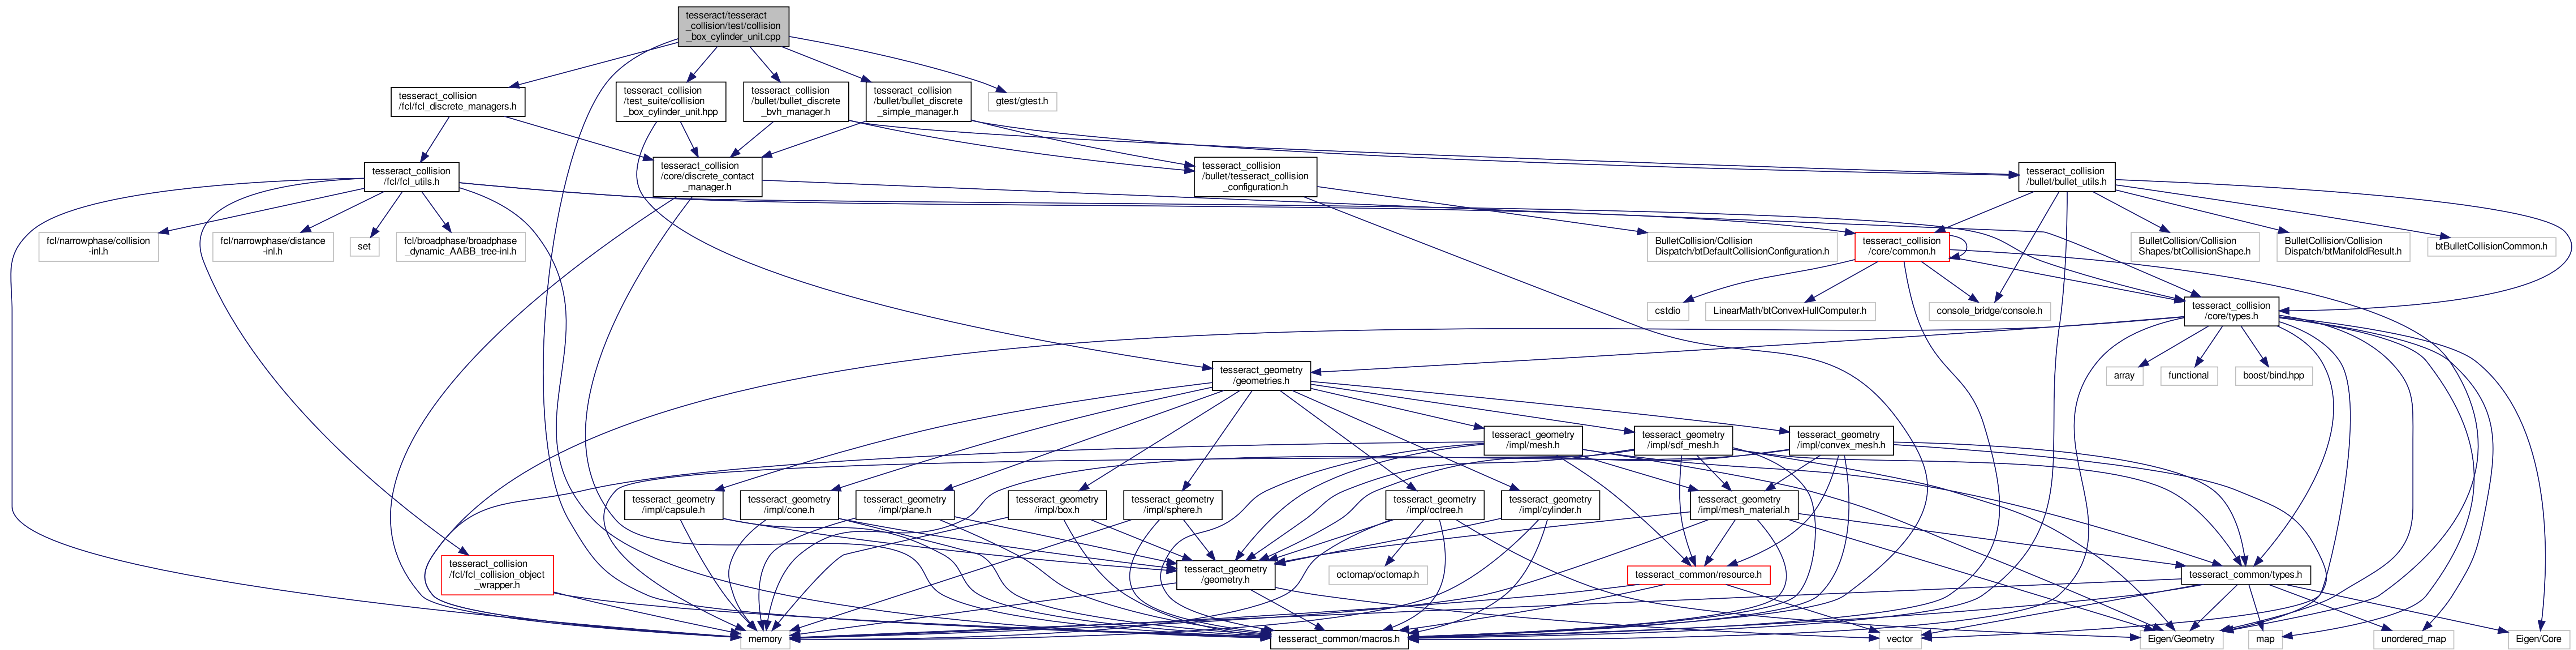 tesseract/tesseract
_collision/test/collision
_box_cylinder_unit.cpp
tesseract_collision
/fcl/fcl_discrete_managers.h
tesseract_collision
/test_suite/collision
_box_cylinder_unit.hpp
tesseract_collision
/bullet/bullet_discrete
_bvh_manager.h
tesseract_collision
/bullet/bullet_discrete
_simple_manager.h
gtest/gtest.h
tesseract_collision
/fcl/fcl_utils.h
tesseract_collision
/core/discrete_contact
_manager.h
tesseract_collision
/bullet/tesseract_collision
_configuration.h
tesseract_collision
/bullet/bullet_utils.h
fcl/narrowphase/collision
-inl.h
fcl/narrowphase/distance
-inl.h
set
fcl/broadphase/broadphase
_dynamic_AABB_tree-inl.h
BulletCollision/Collision
Dispatch/btDefaultCollisionConfiguration.h
tesseract_collision
/core/common.h
BulletCollision/Collision
Shapes/btCollisionShape.h
BulletCollision/Collision
Dispatch/btManifoldResult.h
btBulletCollisionCommon.h
cstdio
LinearMath/btConvexHullComputer.h
console_bridge/console.h
tesseract_collision
/core/types.h
tesseract_geometry
/geometries.h
array
functional
boost/bind.hpp
tesseract_geometry
/impl/mesh.h
tesseract_geometry
/impl/sdf_mesh.h
tesseract_geometry
/impl/convex_mesh.h
tesseract_geometry
/impl/capsule.h
tesseract_geometry
/impl/cone.h
tesseract_geometry
/impl/plane.h
tesseract_geometry
/impl/box.h
tesseract_geometry
/impl/sphere.h
tesseract_geometry
/impl/octree.h
tesseract_geometry
/impl/cylinder.h
tesseract_geometry
/impl/mesh_material.h
tesseract_collision
/fcl/fcl_collision_object
_wrapper.h
tesseract_geometry
/geometry.h
octomap/octomap.h
tesseract_common/resource.h
tesseract_common/types.h
memory
tesseract_common/macros.h
vector
Eigen/Geometry
map
unordered_map
Eigen/Core